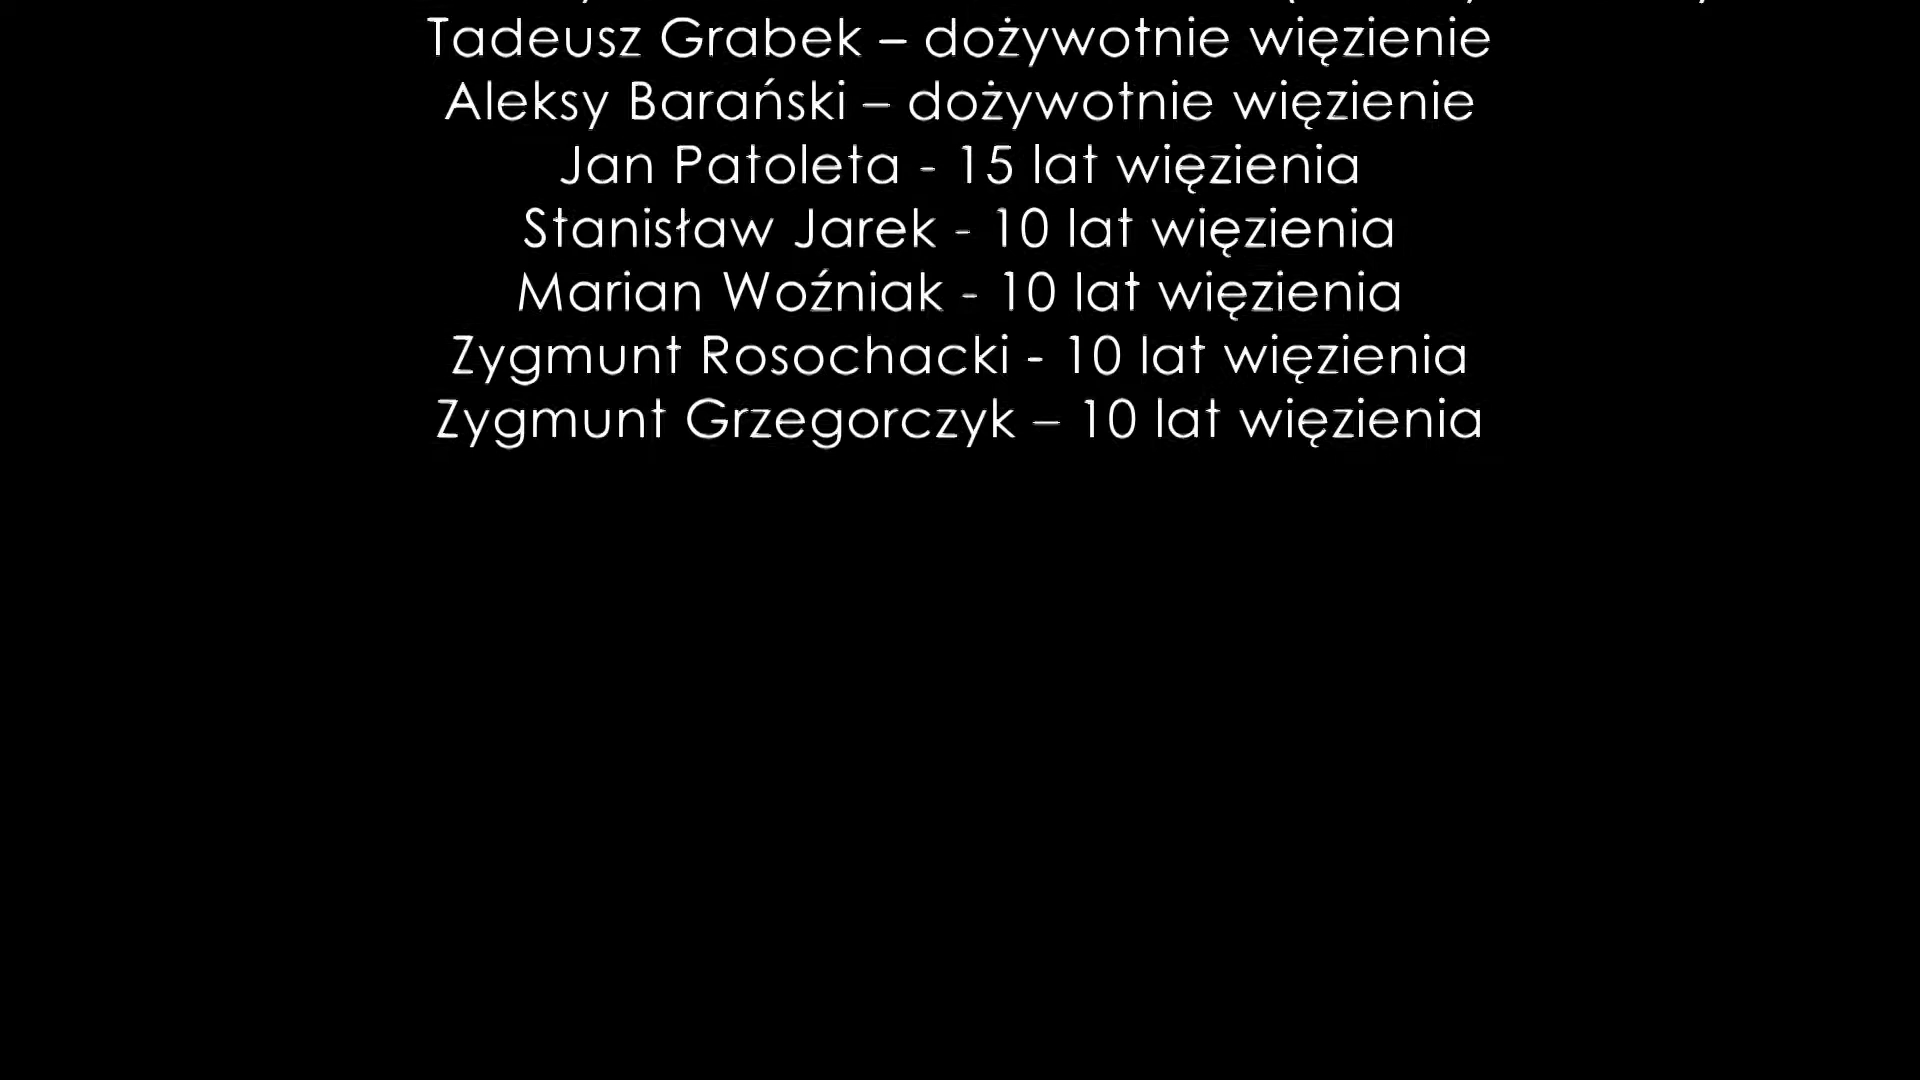 Tadeusz Grabek – dożywotnie więzienie
Aleksy Barański – dożywotnie więzienie
Jan Patoleta - 15 lat więzienia
Stanisław Jarek - 10 lat więzienia
Marian Woźniak - 10 lat więzienia
Zygmunt Rosochacki - 10 lat więzienia
Zygmunt Grzegorczyk – 10 lat więzienia